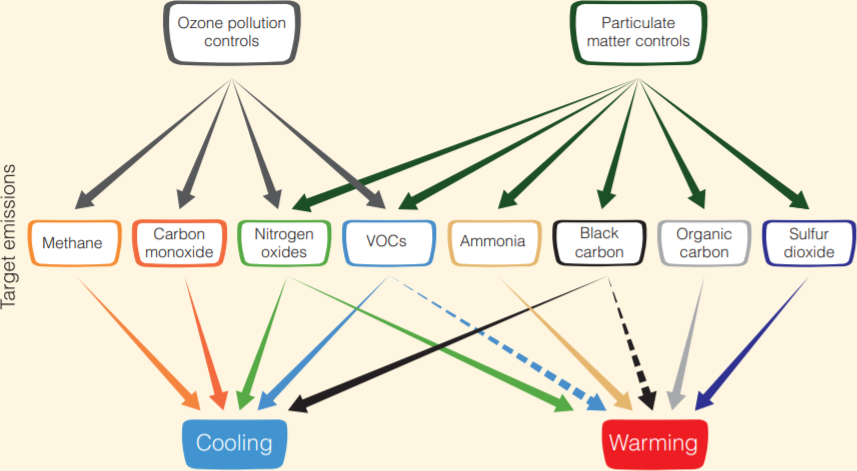 Ozone pollution
controls
Particulate
matter controls
Target emissions
Methane
Carbon
monoxide
Nitrogen
oxides
VOCs
Ammonia
Black
carbon
Organic
carbon
Sulfur
dioxide
Cooling
Warming